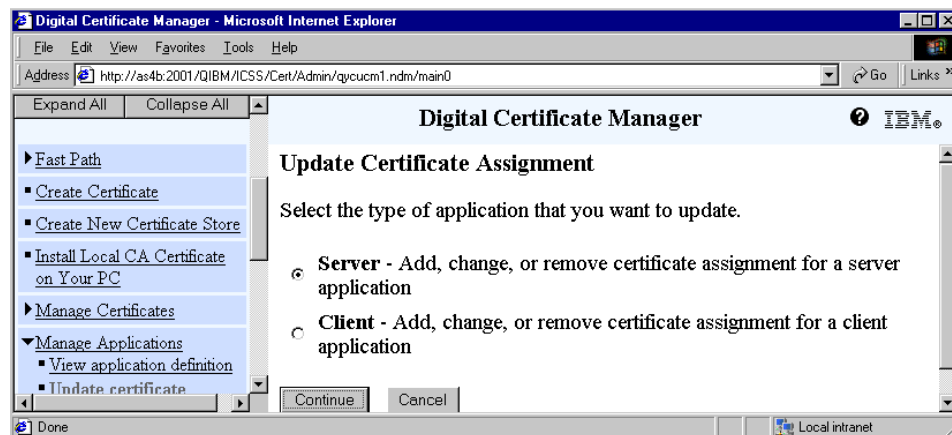 Digital Certificate Manager - Microsoft Internet Explorer
File Edit View Favorites Tools Help
Address http://as4b:2001/QIBM/ICSS/Cert/Admin/qycucm1.ndm/main0 Go Links »
Expand All Collapse All
Fast Path
Create Certificate
Create New Certificate Store
Install Local CA Certificate
on Your PC
Manage Certificates
Manage Applications
View application definition
Update certificate
Digital Certificate Manager
IBM®
Update Certificate Assignment
Select the type of application that you want to update.
Server - Add, change, or remove certificate assignment for a server
application
Client - Add, change, or remove certificate assignment for a client
application
Continue Cancel
Done Local intranet